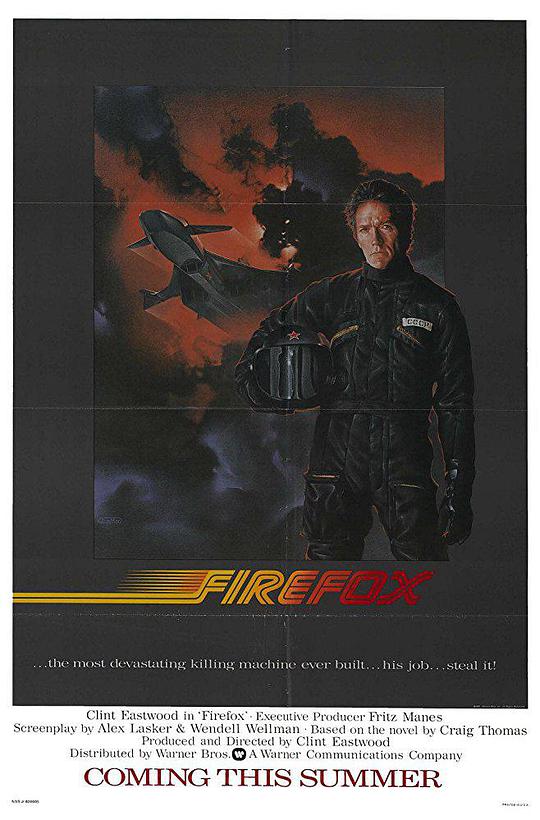 CCCP
FIREFOX
...the most devastating killing machine ever built...his job...steal it!
Clint Eastwood in 'Firefox' · Executive Producer Fritz Manes
Screenplay by Alex Lasker & Wendell Wellman · Based on the novel by Craig Thomas
Produced and Directed by Clint Eastwood
Distributed by Warner Bros. A Warner Communications Company
COMING THIS SUMMER